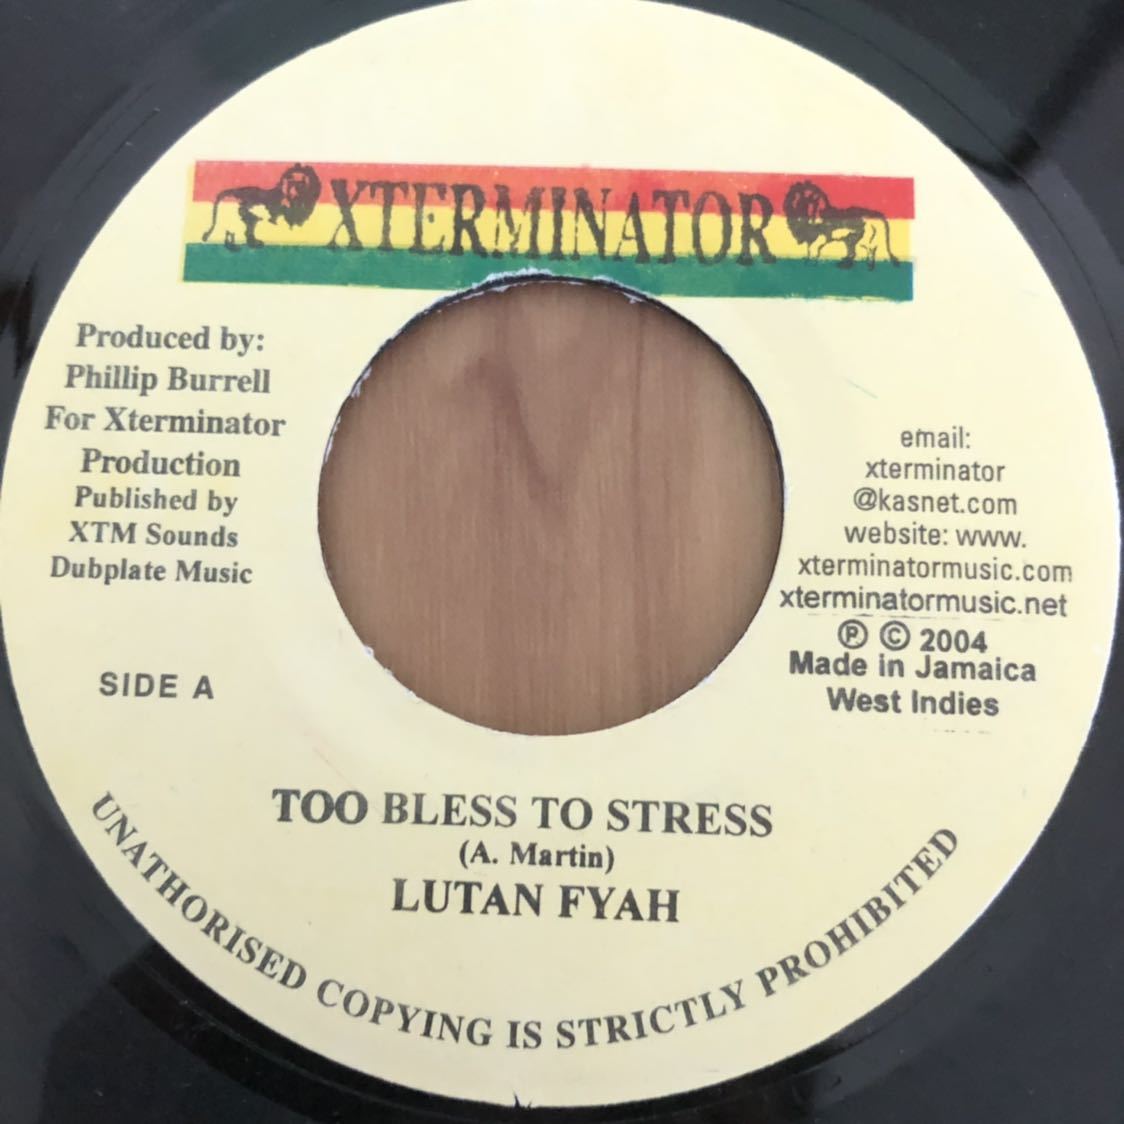 XTERMINATOR
Produced by:
Phillip Burrell
For Xterminator
Production
Published by
XTM Sounds
Dubplate Music
SIDE A
email:
xterminator
@kasnet.com
website: www.
xterminatormusic.com
xterminatormusic.net
Ⓟ © 2004
Made in Jamaica
West Indies
TOO BLESS TO STRESS
(A. Martin)
LUTAN FYAH
UNATHORISED COPYING IS STRICTLY PROHIBITED